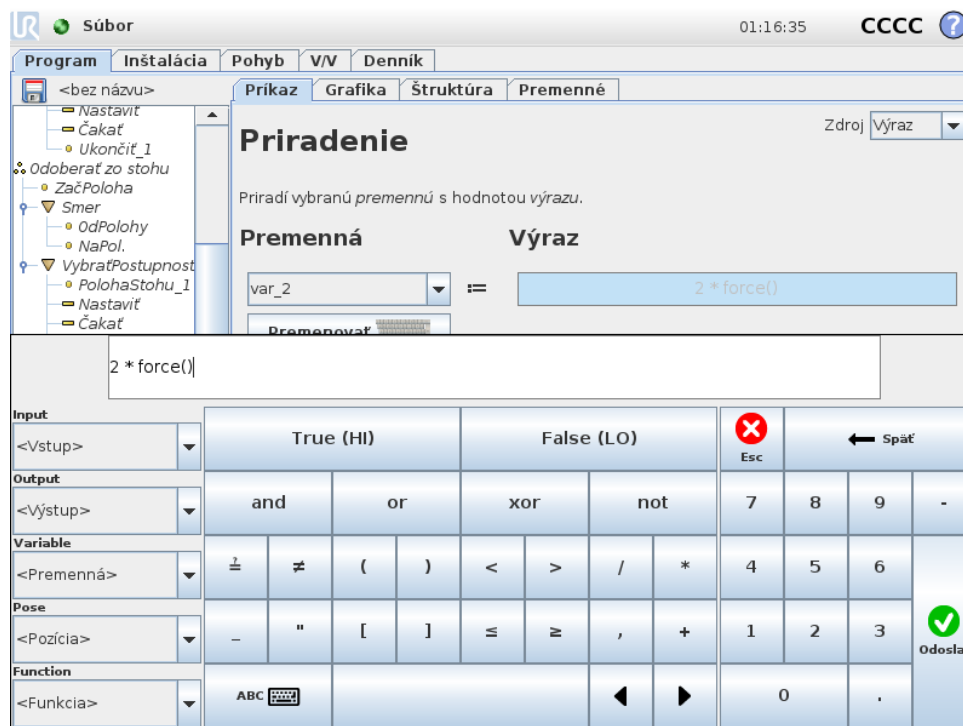 UR Súbor 01:16:35 CCCC ?
Program Inštalácia Pohyb V/V Denník
<bez názvu> Príkaz Grafika Štruktúra Premenné
Nastaviť
Čakať
Ukončiť_1
Odoberať zo stohu
ZačPoloha
Smer
OdPolohy
NaPol.
VybraťPostupnost
PolohaStohu_1
Nastaviť
Čakať
Priradenie
Zdroj Výraz
Priradí vybranú premennú s hodnotou výrazu.
Premenná Výraz
var_2 := 2 * force()
Premenovať
2 * force()
Input
<Vstup> True (HI) False (LO) Esc Späť
Output
<Výstup> and or xor not 7 8 9 -
Variable
<Premenná> ≟ ≠ ( ) < > / * 4 5 6
Pose
<Pozícia> _ " [ ] ≤ ≥ , + 1 2 3 Odosla
Function
<Funkcia> ABC 0 .